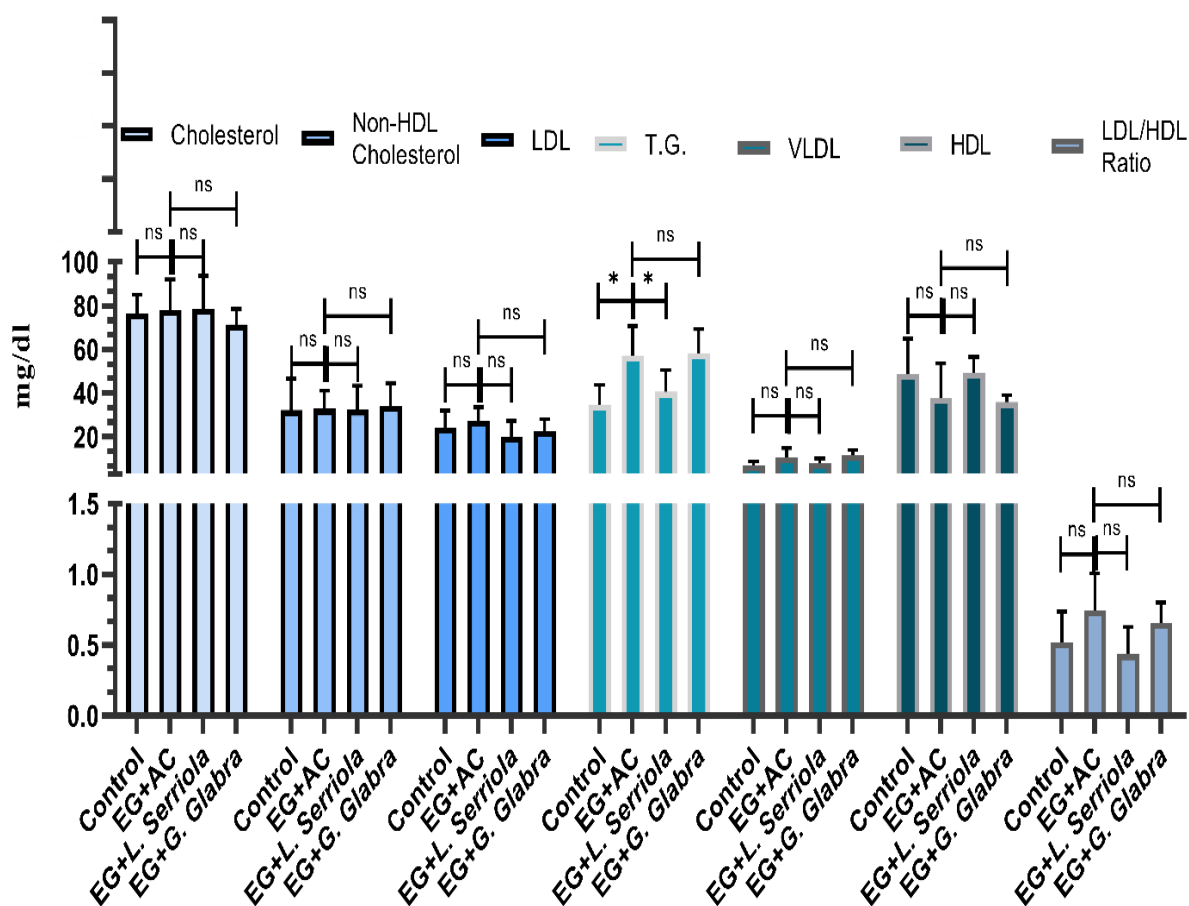 Cholesterol
Non-HDL
Cholesterol
LDL
T.G.
VLDL
HDL
LDL/HDL
Ratio
mg/dl
100
80
60
40
20
1.5
1.0
0.5
0.0
ns
ns
ns
ns
ns
ns
ns
ns
ns
ns
*
*
ns
ns
ns
ns
ns
ns
ns
ns
ns
Control
EG+AC
EG+L. Serriola
EG+G. Glabra
Control
EG+AC
EG+L. Serriola
EG+G. Glabra
Control
EG+AC
EG+L. Serriola
EG+G. Glabra
Control
EG+AC
EG+L. Serriola
EG+G. Glabra
Control
EG+AC
EG+L. Serriola
EG+G. Glabra
Control
EG+AC
EG+L. Serriola
EG+G. Glabra
Control
EG+AC
EG+L. Serriola
EG+G. Glabra